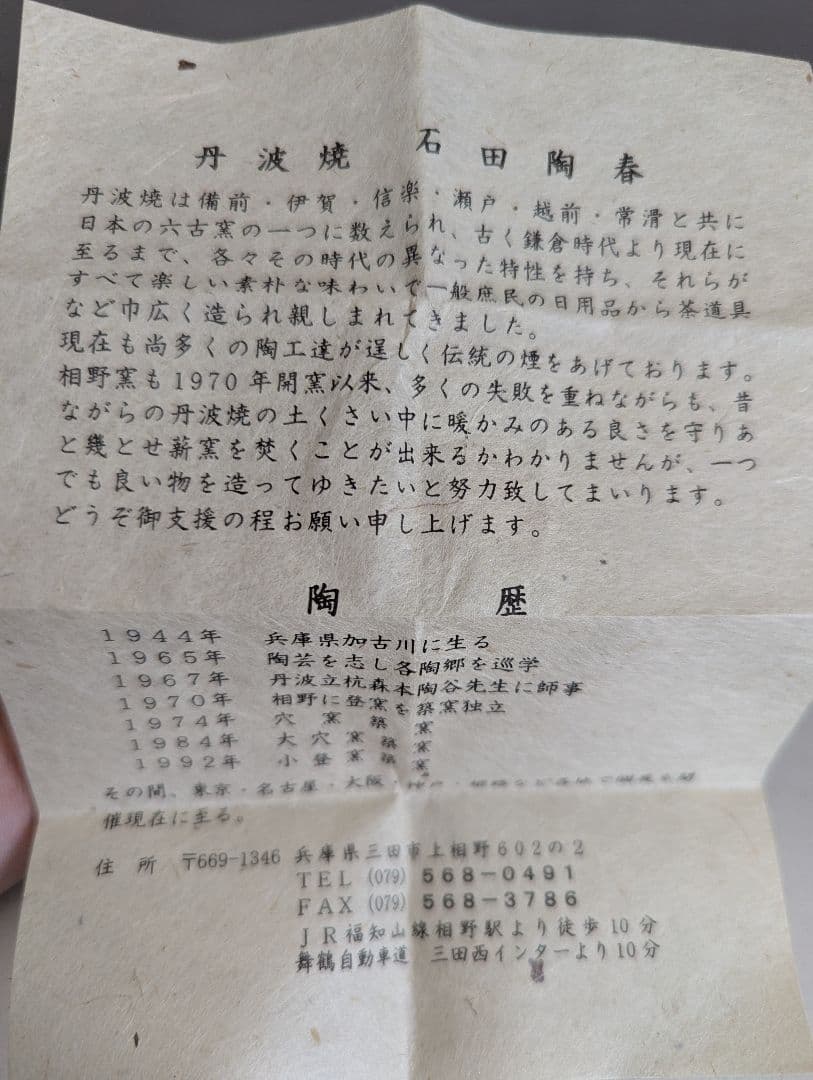 丹波焼 石田陶春
丹波焼は備前・伊賀・信楽・瀬戸・越前・常滑と共に
日本の六古窯の一つに数えられ、古く鎌倉時代より現在に
至るまで、各々その時代の異なった特性を持ち、それらが
すべて楽しい素朴な味わいで一般庶民の日用品から茶道具
など巾広く造られ親しまれてきました。
現在も尚多くの陶工達が逞しく伝統の煙をあげております。
相野窯も1970年開窯以来、多くの失敗を重ねながらも、昔
ながらの丹波焼の土くさい中に暖かみのある良さを守りあ
と幾とせ薪窯を焚くことが出来るかわかりませんが、一つ
でも良い物を造ってゆきたいと努力致してまいります。
どうぞ御支援の程お願い申し上げます。
陶歴
1944年 兵庫県加古川に生る
1965年 陶芸を志し各陶郷を巡学
1967年 丹波立杭森本陶谷先生に師事
1970年 相野に登窯を築窯独立
1974年 穴窯築窯
1984年 大穴窯築窯
1992年 小登窯築窯
その間、東京・名古屋・大阪・
催現在に至る。
住所 〒669-1346 兵庫県三田市上相野602の2
TEL (079) 568-0491
FAX (079) 568-3786
JR福知山線相野駅より徒歩10分
舞鶴自動車道 三田西インターより10分